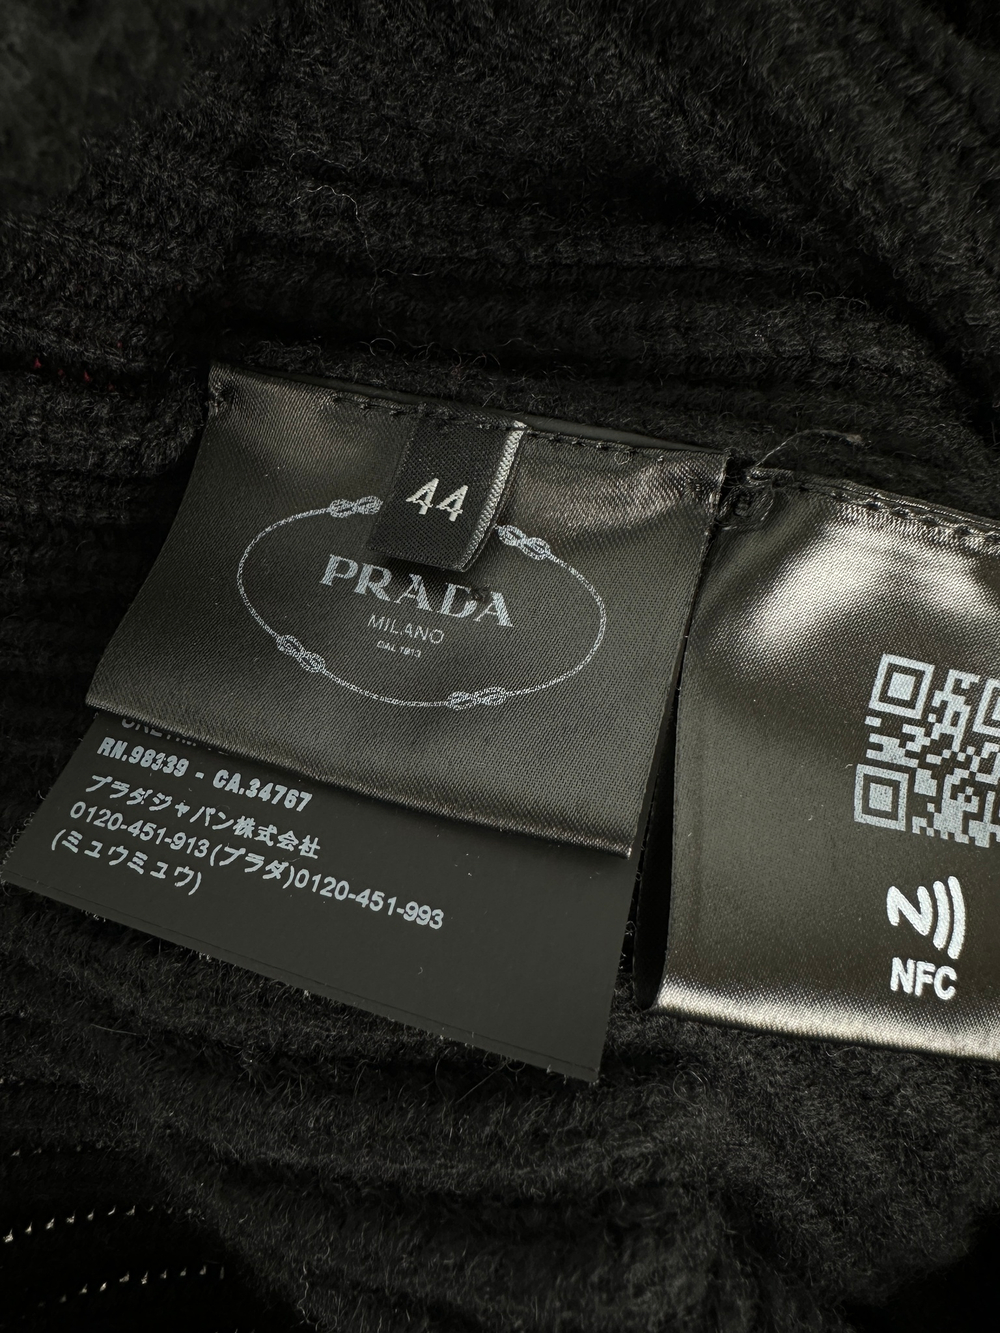 44
PRADA
MILANO
DAL 1913
RN.98339 - CA.34767
プラダジャパン株式会社
0120-451-913(プラダ)0120-451-993
(ミュウミュウ)
NFC